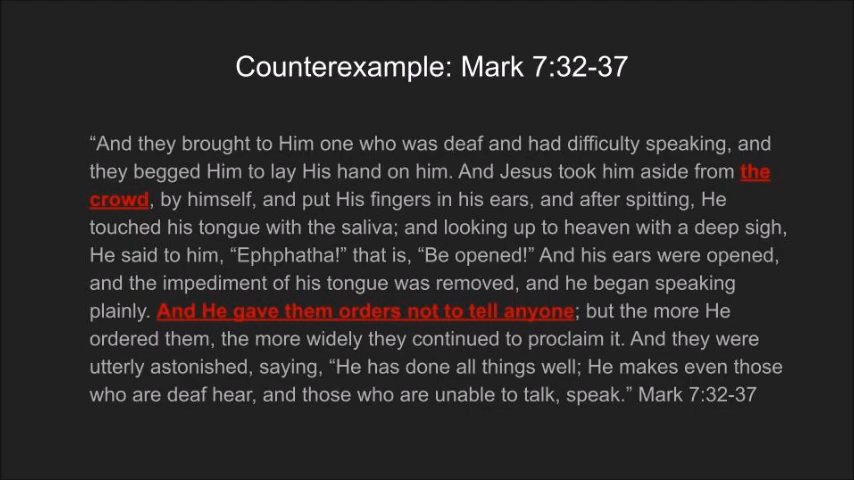 Counterexample: Mark 7:32-37
“And they brought to Him one who was deaf and had difficulty speaking, and
they begged Him to lay His hand on him. And Jesus took him aside from the
crowd, by himself, and put His fingers in his ears, and after spitting, He
touched his tongue with the saliva; and looking up to heaven with a deep sigh,
He said to him, “Ephphatha!” that is, “Be opened!” And his ears were opened,
and the impediment of his tongue was removed, and he began speaking
plainly. And He gave them orders not to tell anyone; but the more He
ordered them, the more widely they continued to proclaim it. And they were
utterly astonished, saying, “He has done all things well; He makes even those
who are deaf hear, and those who are unable to talk, speak.” Mark 7:32-37